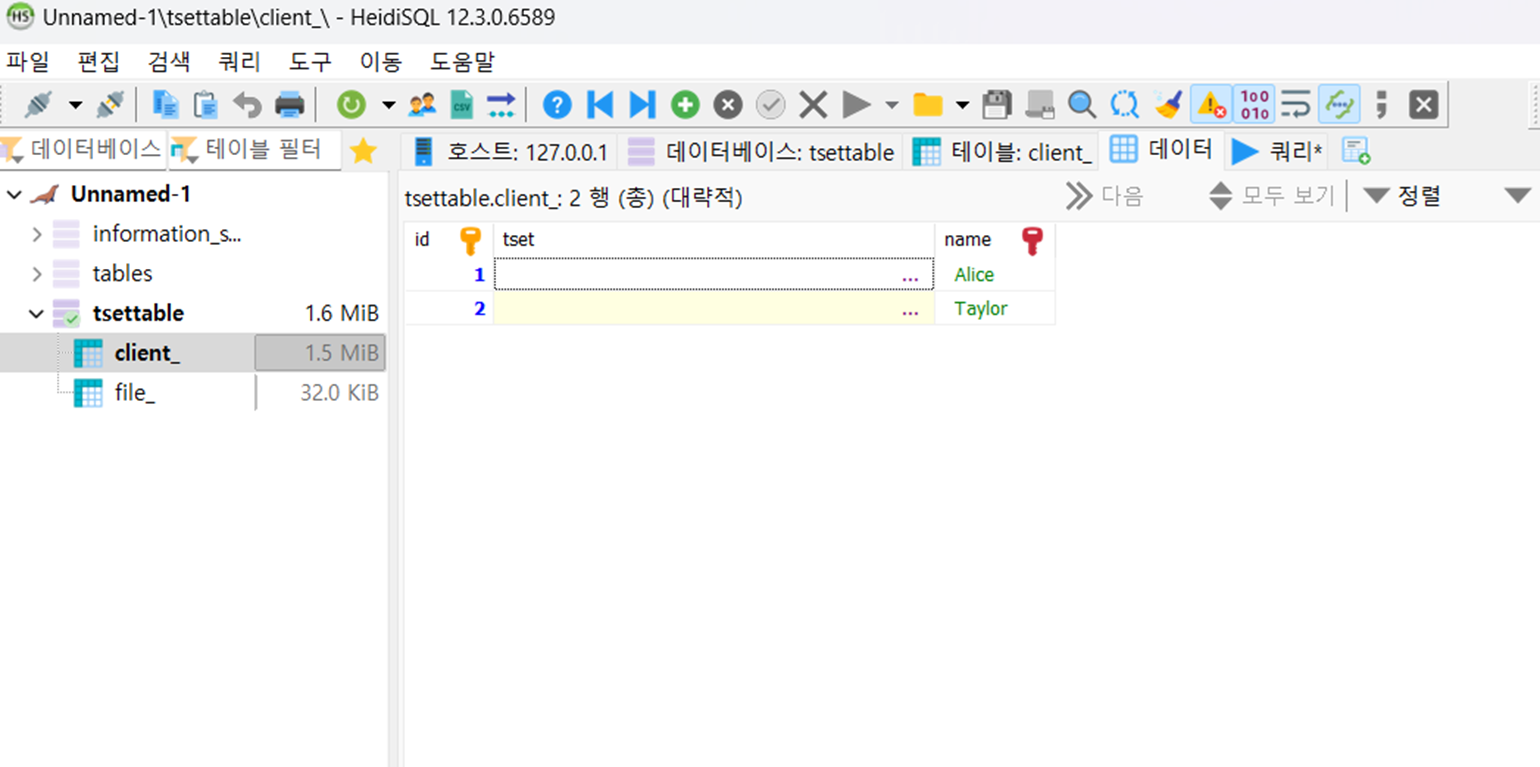 Unnamed-1\tsettable\client_\ - HeidiSQL 12.3.0.6589
파일 편집 검색 쿼리 도구 이동 도움말
데이터베이스 테이블 필터
호스트: 127.0.0.1 데이터베이스: tsettable 테이블: client_ 데이터 쿼리*
Unnamed-1
information_s...
tables
tsettable 1.6 MiB
client_ 1.5 MiB
file_ 32.0 KiB
tsettable.client_: 2 행 (총) (대략적) 다음 모두 보기 정렬
id tset name
1 ... Alice
2 ... Taylor